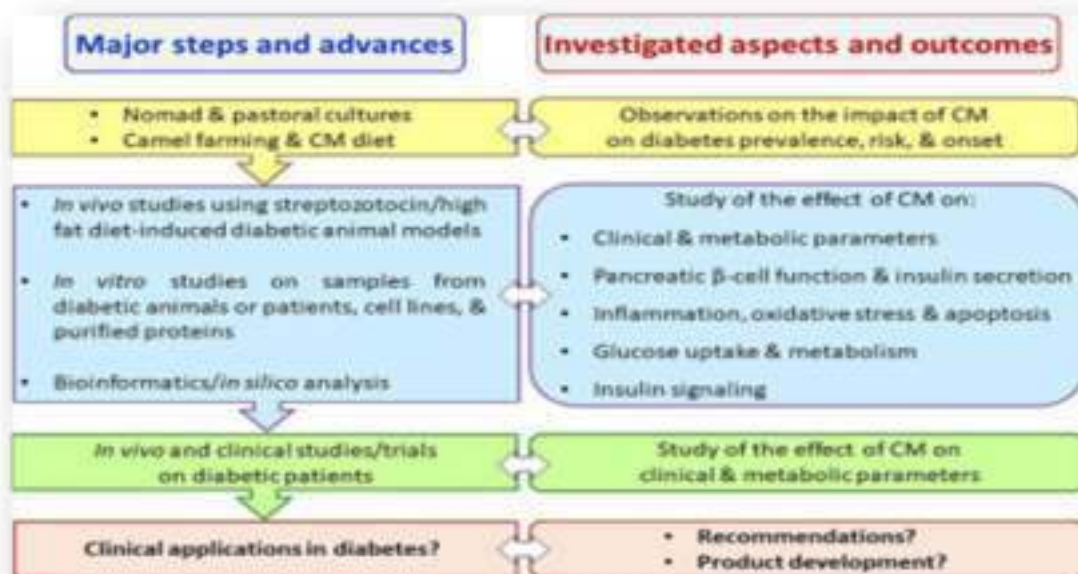 Major steps and advances
Investigated aspects and outcomes
• Nomad & pastoral cultures
• Camel farming & CM diet
Observations on the impact of CM
on diabetes prevalence, risk, & onset
• In vivo studies using streptozotocin/high
fat diet-induced diabetic animal models
• In vitro studies on samples from
diabetic animals or patients, cell lines, &
purified proteins
• Bioinformatics/in silico analysis
Study of the effect of CM on:
• Clinical & metabolic parameters
• Pancreatic β-cell function & insulin secretion
• Inflammation, oxidative stress & apoptosis
• Glucose uptake & metabolism
• Insulin signaling
In vivo and clinical studies/trials
on diabetic patients
Study of the effect of CM on
clinical & metabolic parameters
Clinical applications in diabetes?
• Recommendations?
• Product development?